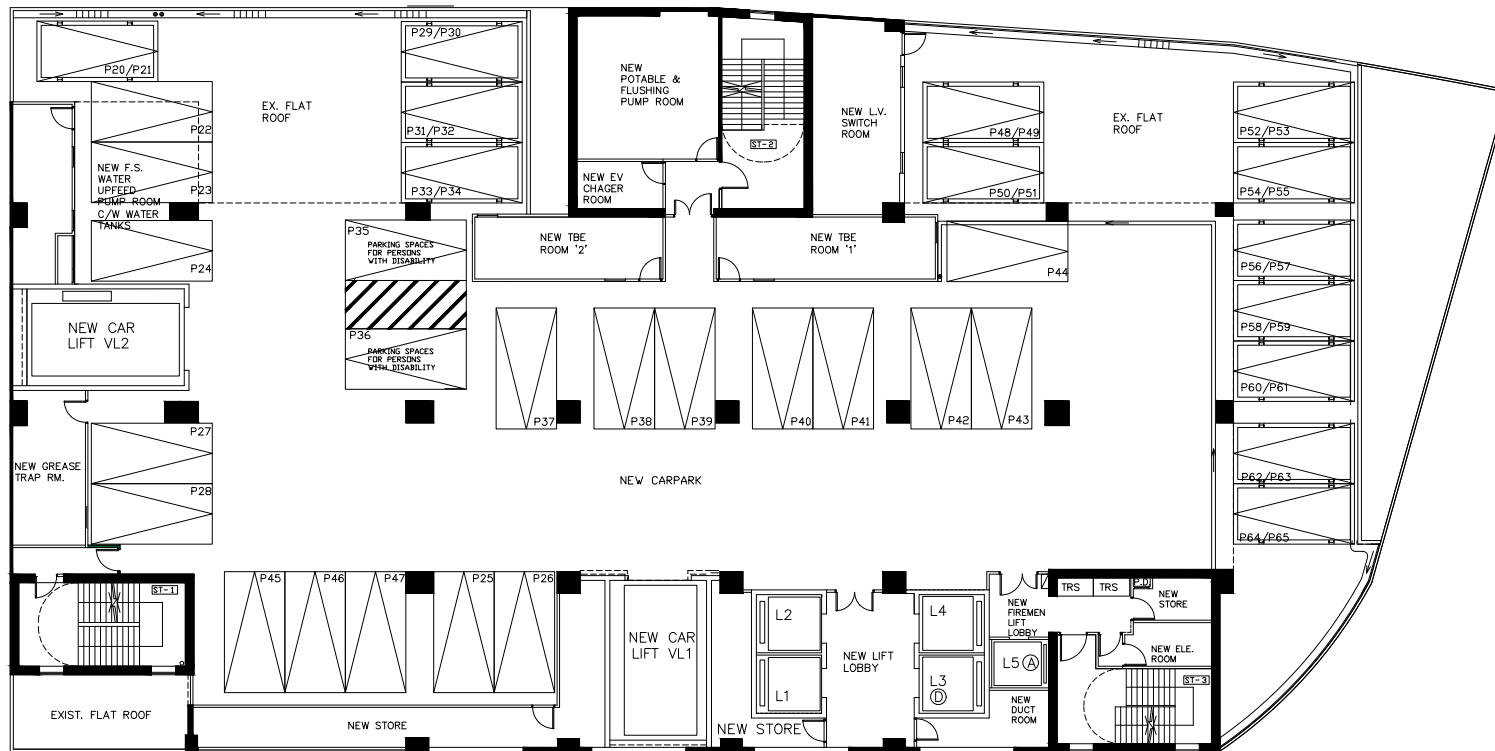 P29/P30
P20/P21
NEW
POTABLE &
FLUSHING
PUMP ROOM
EX. FLAT
ROOF
NEW L.V.
SWITCH
ROOM
EX. FLAT
ROOF
P22
P31/P32
P48/P49
P52/P53
ST-2
NEW F.S.
WATER
UPFEED
PUMP ROOM
C/W WATER
TANKS
P23
P33/P34
NEW EV
CHAGER
ROOM
P50/P51
P54/P55
P35
PARKING SPACES
FOR PERSONS
WITH DISABILITY
NEW TBE
ROOM '2'
NEW TBE
ROOM '1'
P24
P44
P56/P57
NEW CAR
LIFT VL2
P36
PARKING SPACES
FOR PERSONS
WITH DISABILITY
P58/P59
P60/P61
P37
P38
P39
P40
P41
P42
P43
P27
NEW GREASE
TRAP RM.
P28
NEW CARPARK
P62/P63
P64/P65
P45
P46
P47
P25
P26
ST-1
NEW CAR
LIFT VL1
L2
L1
NEW LIFT
LOBBY
L4
L3
D
NEW
FIREMEN
LIFT
LOBBY
L5 A
TRS
TRS
P.D
NEW
STORE
NEW ELE.
ROOM
ST-3
NEW
DUCT
ROOM
EXIST. FLAT ROOF
NEW STORE
NEW STORE